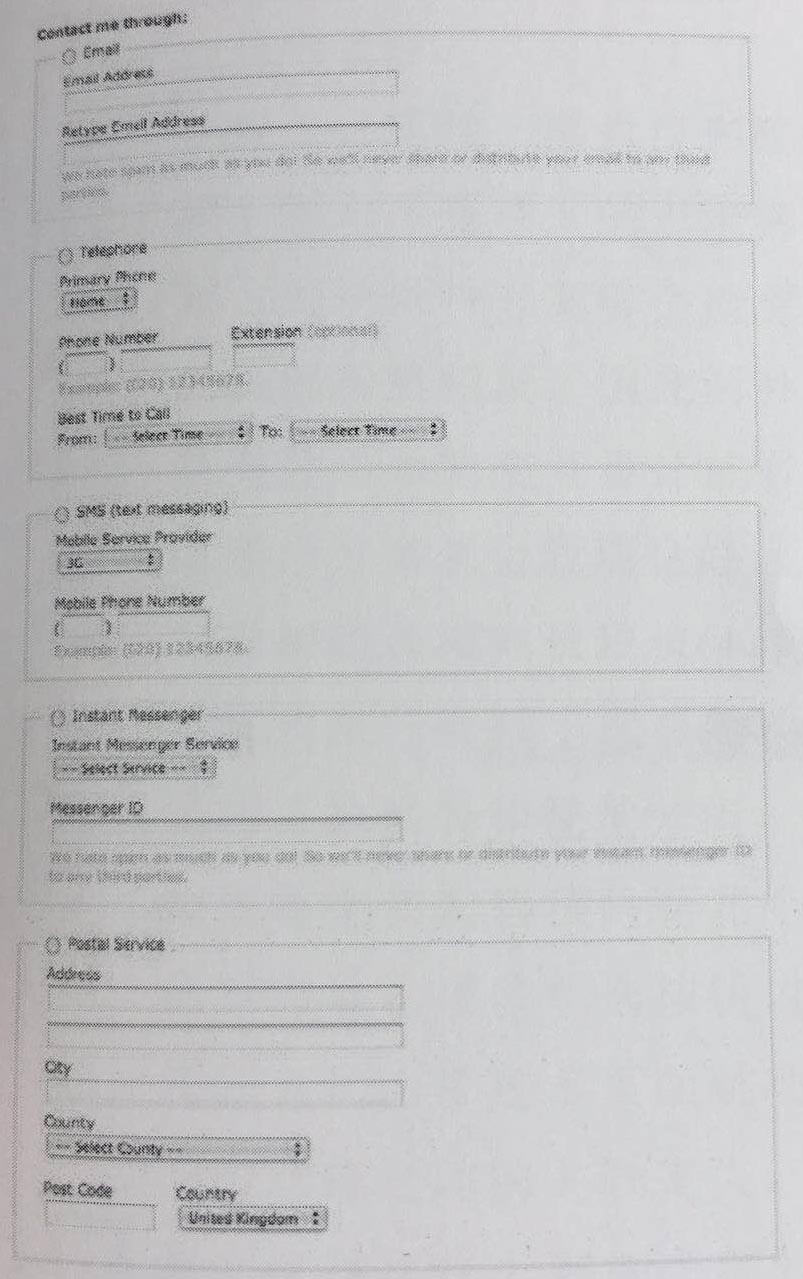 Contact me through:
Email
Email Address
Retype Email Address
We hate spam as much as you do! So we'll never share or distribute your email to any third
parties.
Telephone
Primary Phone
Home
Phone Number Extension (optional)
( )
Example: (020) 12345678.
Best Time to Call
From: -- Select Time -- To: -- Select Time --
SMS (text messaging)
Mobile Service Provider
3G
Mobile Phone Number
( )
Example: (020) 12345678.
Instant Messenger
Instant Messenger Service
-- Select Service --
Messenger ID
We hate spam as much as you do! So we'll never share or distribute your instant messenger ID
to any third parties.
Postal Service
Address
City
County
-- Select County --
Post Code Country
United Kingdom